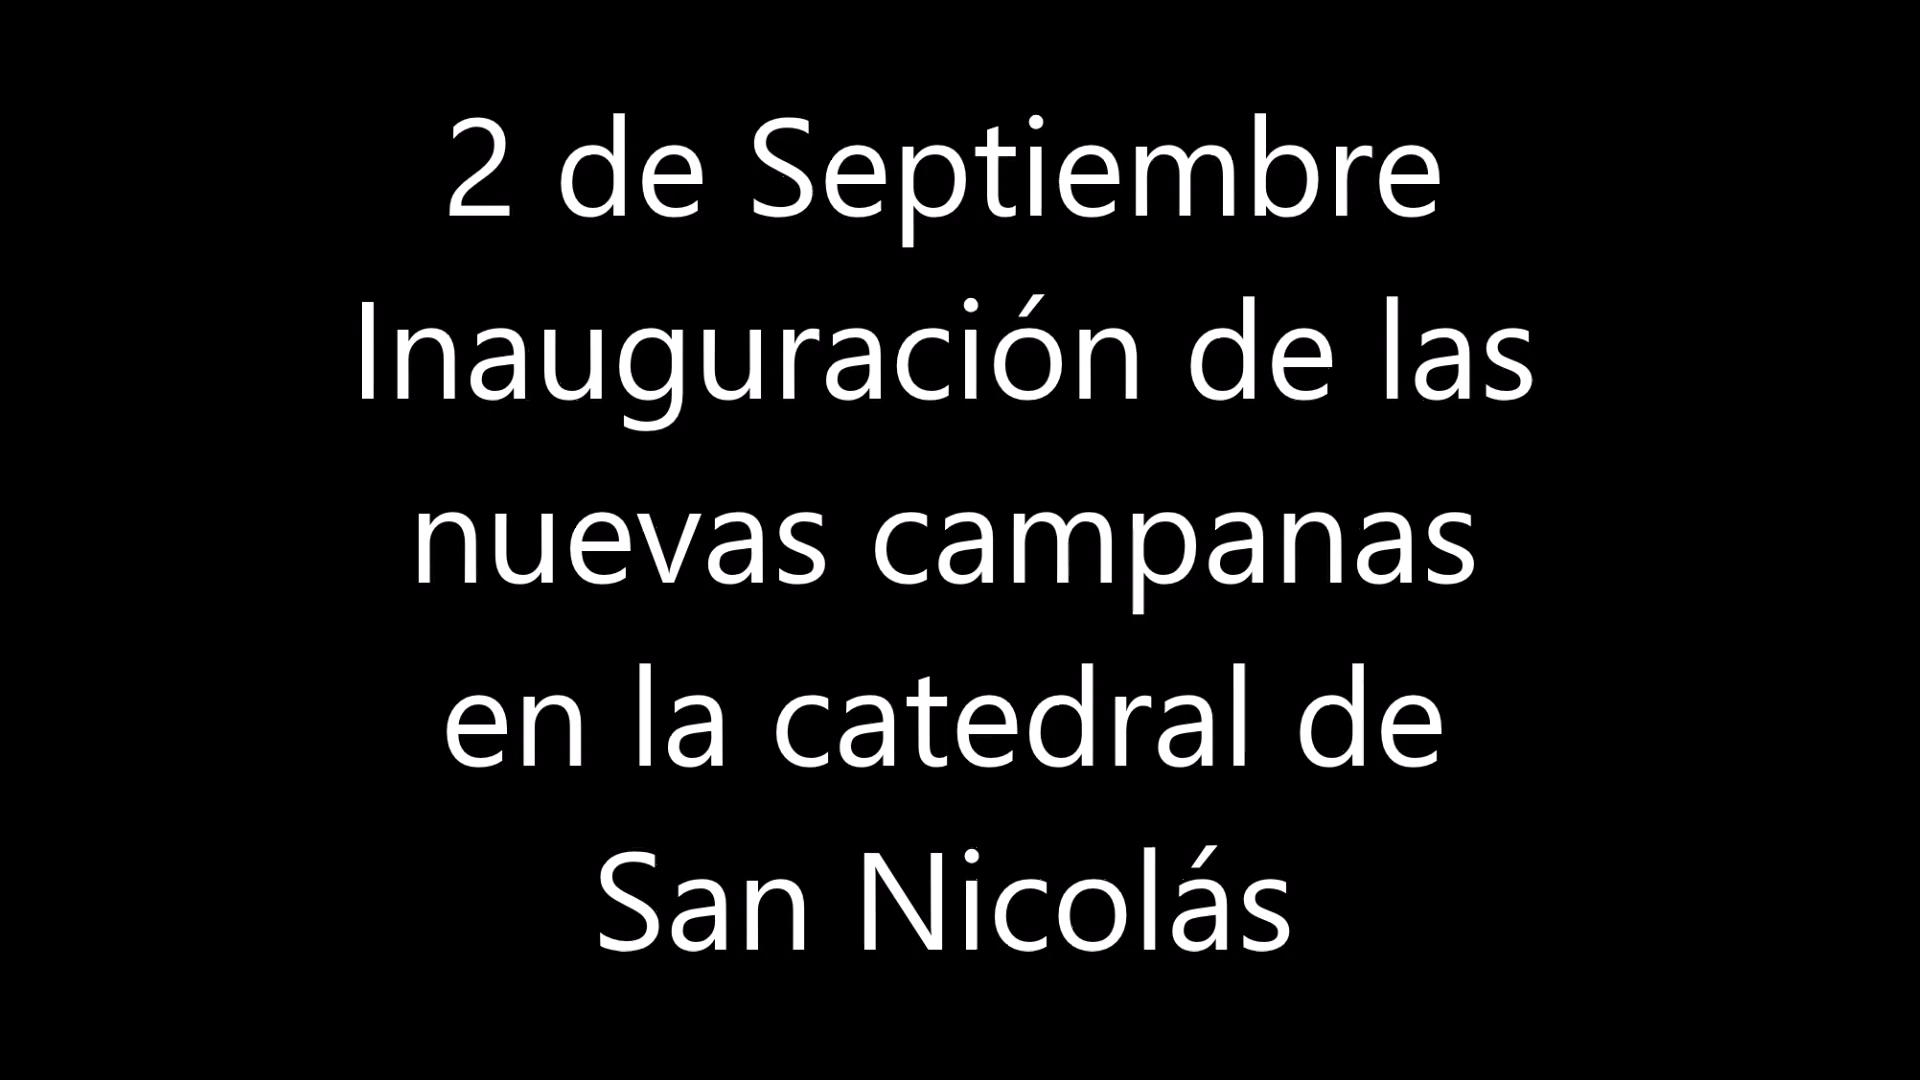 2 de Septiembre
Inauguración de las
nuevas campanas
en la catedral de
San Nicolás